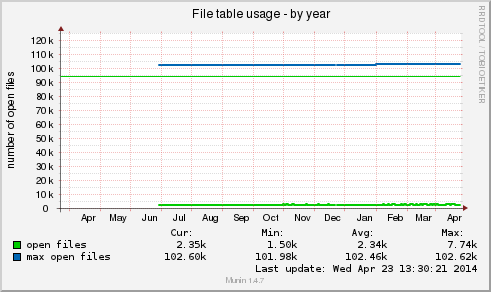 File table usage - by year
RRDTOOL / TOBI OETIKER
number of open files
120 k
110 k
100 k
90 k
80 k
70 k
60 k
50 k
40 k
30 k
20 k
10 k
0
Apr May Jun Jul Aug Sep Oct Nov Dec Jan Feb Mar Apr
Cur: Min: Avg: Max:
open files 2.35k 1.50k 2.34k 7.74k
max open files 102.60k 101.98k 102.46k 102.62k
Last update: Wed Apr 23 13:30:21 2014
Munin 1.4.7